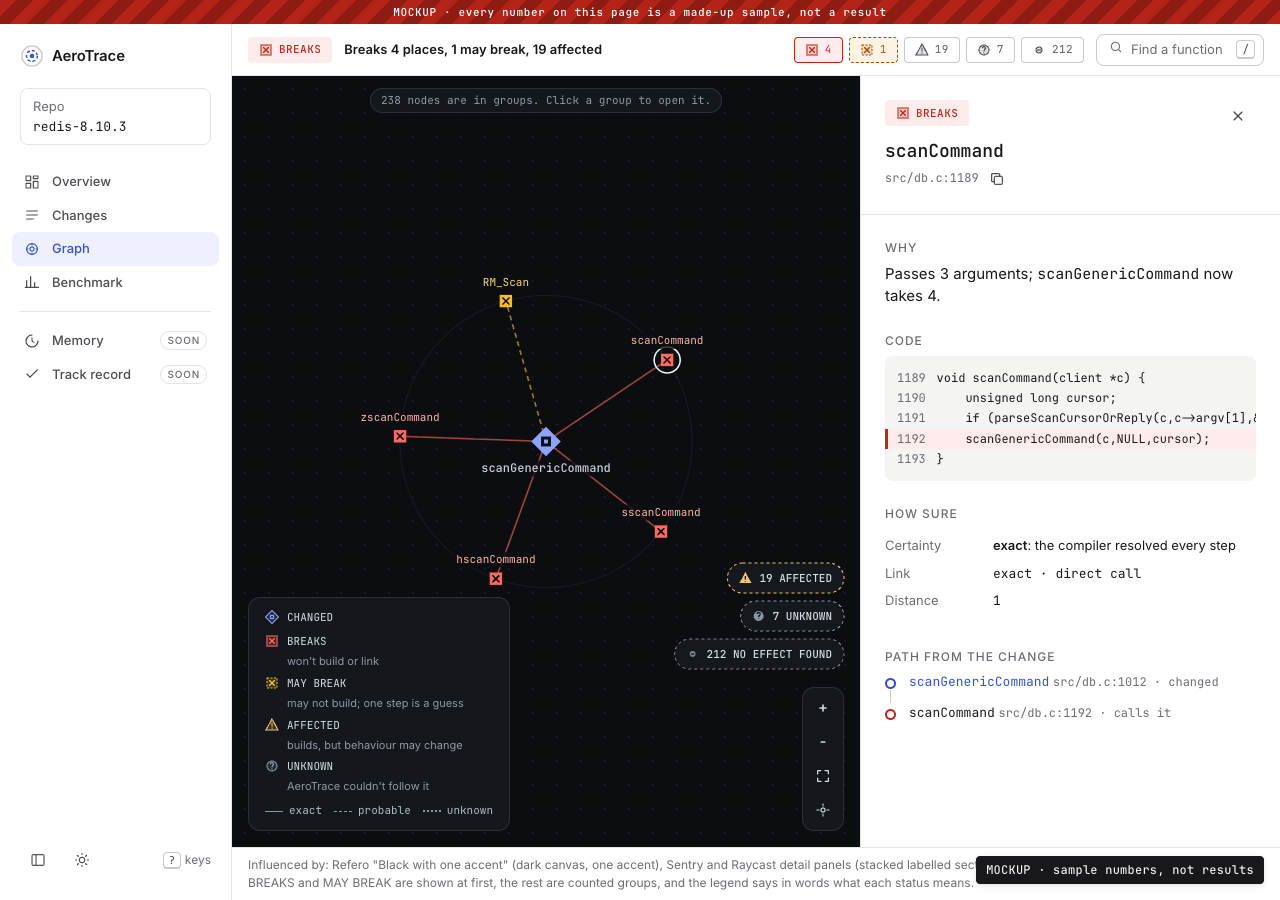 MOCKUP · every number on this page is a made-up sample, not a result
AeroTrace
Repo
redis-8.10.3
Overview
Changes
Graph
Benchmark
Memory SOON
Track record SOON
? keys
BREAKS Breaks 4 places, 1 may break, 19 affected
4 1 19 7 212
Find a function /
238 nodes are in groups. Click a group to open it.
RM_Scan
scanCommand
zscanCommand
scanGenericCommand
sscanCommand
hscanCommand
19 AFFECTED
7 UNKNOWN
212 NO EFFECT FOUND
CHANGED
BREAKS
won't build or link
MAY BREAK
may not build; one step is a guess
AFFECTED
builds, but behaviour may change
UNKNOWN
AeroTrace couldn't follow it
exact probable unknown
+
-
BREAKS
scanCommand
src/db.c:1189
WHY
Passes 3 arguments; scanGenericCommand now
takes 4.
CODE
1189 void scanCommand(client *c) {
1190 unsigned long cursor;
1191 if (parseScanCursorOrReply(c,c->argv[1],&
1192 scanGenericCommand(c,NULL,cursor);
1193 }
HOW SURE
Certainty exact: the compiler resolved every step
Link exact · direct call
Distance 1
PATH FROM THE CHANGE
scanGenericCommand src/db.c:1012 · changed
scanCommand src/db.c:1192 · calls it
Influenced by: Refero "Black with one accent" (dark canvas, one accent), Sentry and Raycast detail panels (stacked labelled
BREAKS and MAY BREAK are shown at first, the rest are counted groups, and the legend says in words what each status means.
MOCKUP · sample numbers, not results